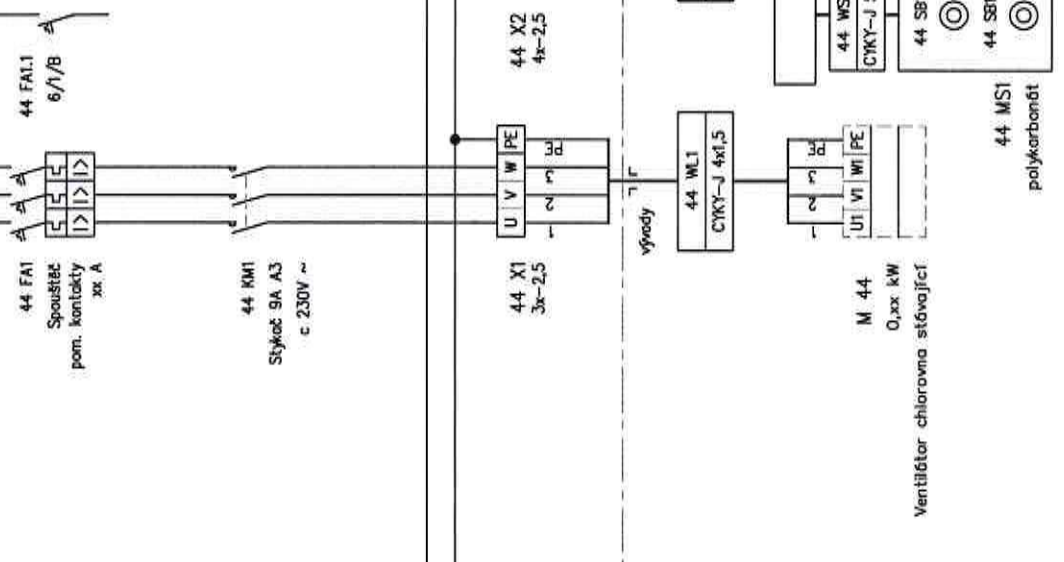 44 FA1.1
6/1/B
44 FA1
Spouštěč
pom. kontakty
xx A
I>
I>
I>
44 KM1
Stykač 9A A3
c 230V ~
44 X2
4x-2,5
44 X1
3x-2,5
U V W PE
1 2 3 PE
vývody
44 WL1
CYKY-J 4x1,5
1 2 3 PE
U1 V1 W1 PE
M 44
0,xx kW
Ventilátor chlorovna stávající
44 WS
CYKY-J
44 SB
44 SB1
44 MS1
polykarbonát